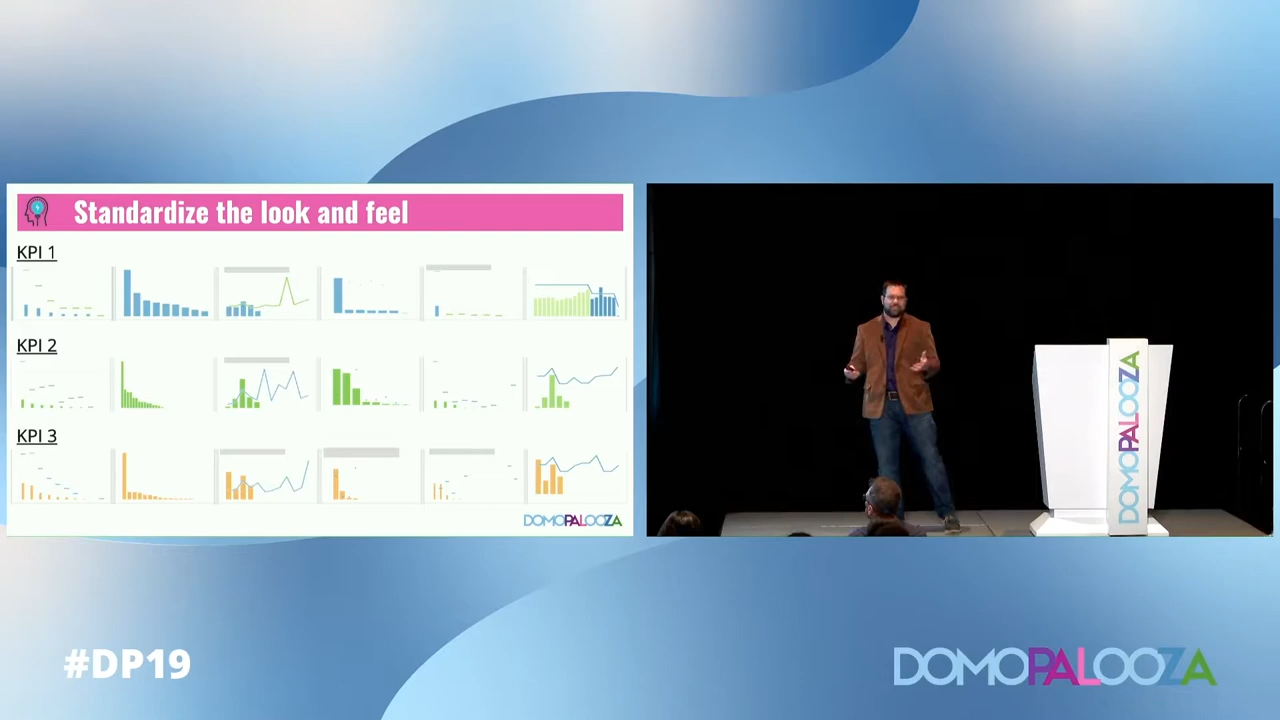 Standardize the look and feel
KPI 1
KPI 2
KPI 3
DOMOPALOOZA
DOMOPALOOZA
#DP19
DOMOPALOOZA